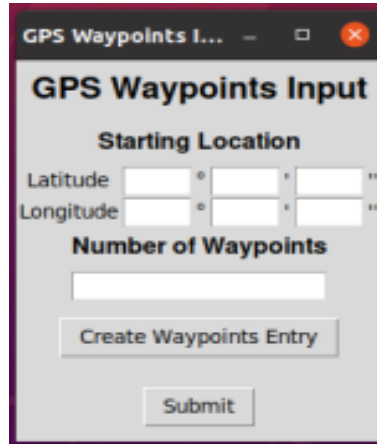 GPS Waypoints I...
GPS Waypoints Input
Starting Location
Latitude ° ' "
Longitude ° ' "
Number of Waypoints
Create Waypoints Entry
Submit